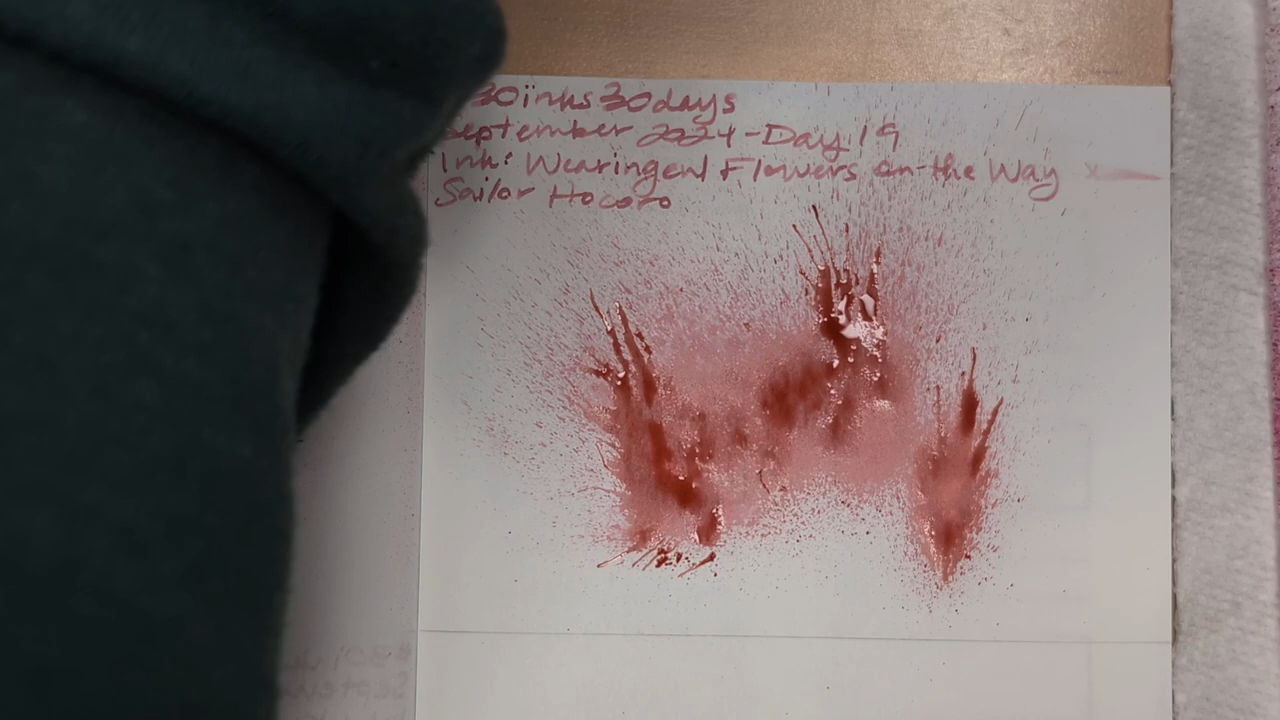 30inks30days
September 2024-Day 19
Ink: Wearingeul Flowers on the Way x
Sailor Hocoro